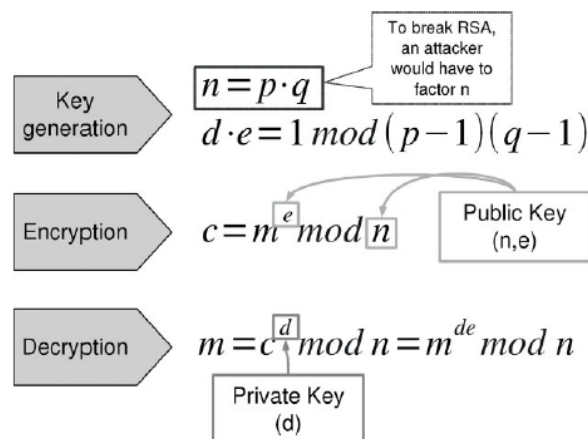 To break RSA,
an attacker
would have to
factor n
Key
generation
n = p · q
d · e = 1 mod (p − 1)(q − 1)
Encryption
c = m^e mod n
Public Key
(n,e)
Decryption
m = c^d mod n = m^de mod n
Private Key
(d)